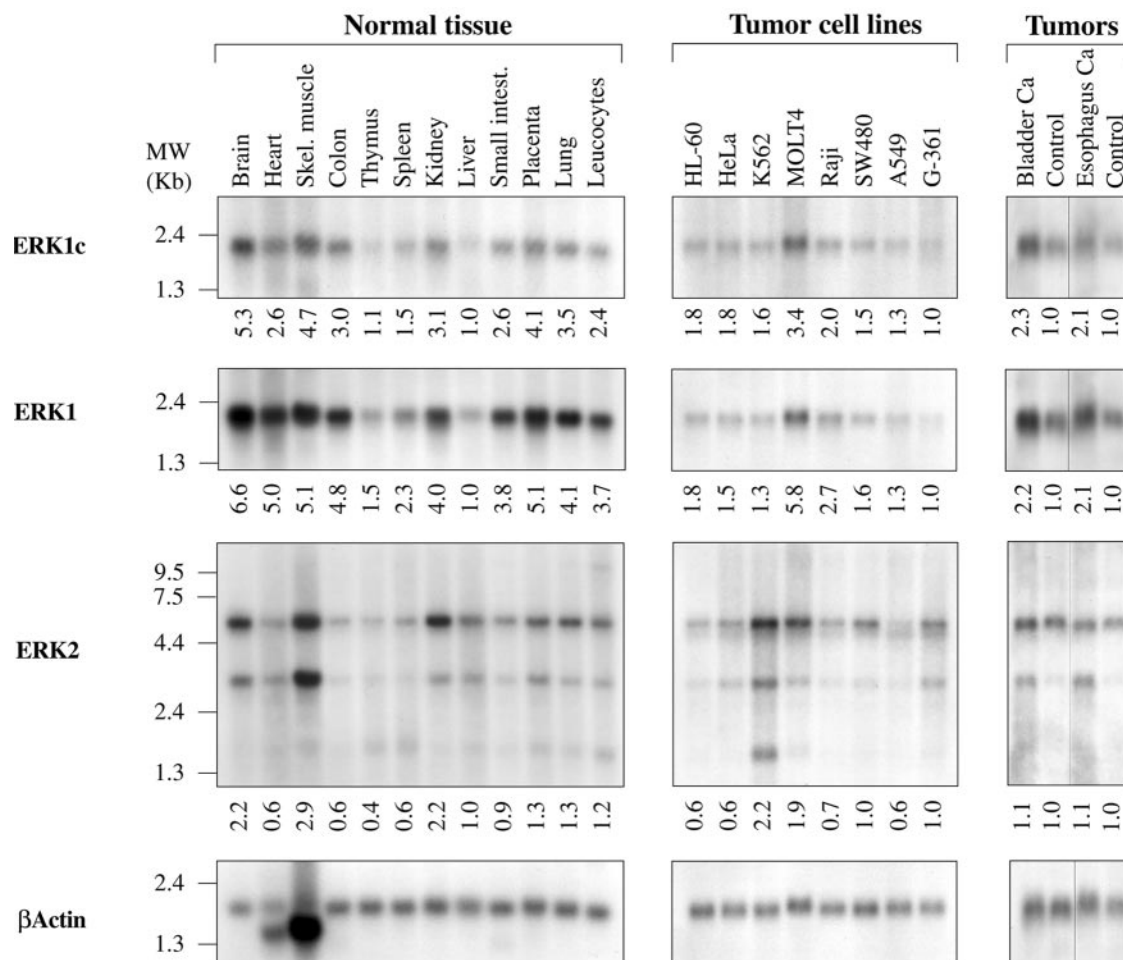 Normal tissue Tumor cell lines Tumors
MW
(Kb)
Brain
Heart
Skel. muscle
Colon
Thymus
Spleen
Kidney
Liver
Small intest.
Placenta
Lung
Leucocytes
HL-60
HeLa
K562
MOLT4
Raji
SW480
A549
G-361
Bladder Ca
Control
Esophagus Ca
Control
ERK1c
2.4
1.3
5.3 2.6 4.7 3.0 1.1 1.5 3.1 1.0 2.6 4.1 3.5 2.4 1.8 1.8 1.6 3.4 2.0 1.5 1.3 1.0 2.3 1.0 2.1 1.0
ERK1
2.4
1.3
6.6 5.0 5.1 4.8 1.5 2.3 4.0 1.0 3.8 5.1 4.1 3.7 1.8 1.5 1.3 5.8 2.7 1.6 1.3 1.0 2.2 1.0 2.1 1.0
ERK2
9.5
7.5
4.4
2.4
1.3
2.2 0.6 2.9 0.6 0.4 0.6 2.2 1.0 0.9 1.3 1.3 1.2 0.6 0.6 2.2 1.9 0.7 1.0 0.6 1.0 1.1 1.0 1.1 1.0
βActin
2.4
1.3